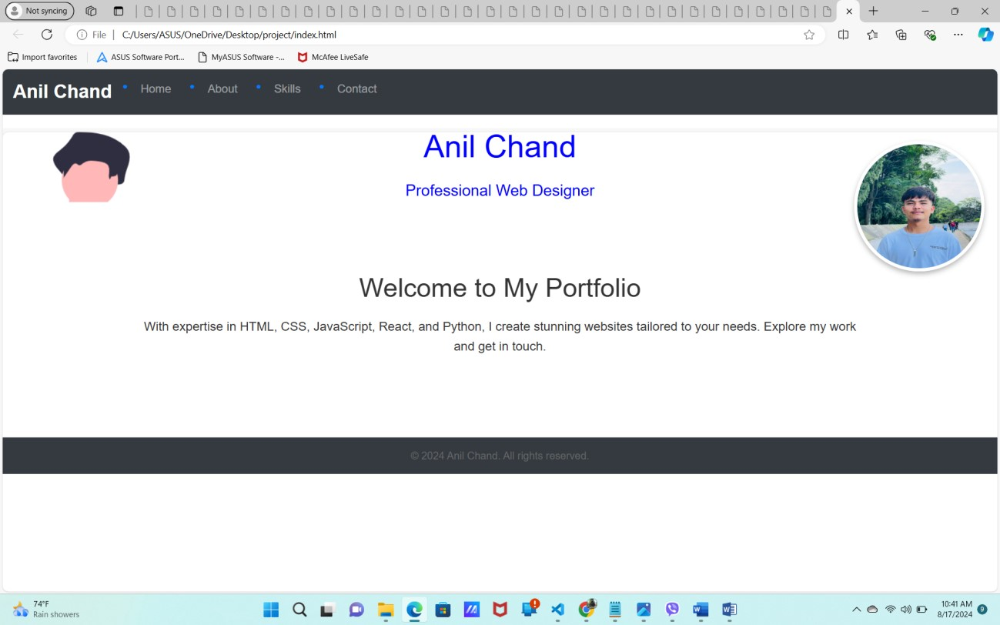 Not syncing
File
C:/Users/ASUS/OneDrive/Desktop/project/index.html
Import favorites
ASUS Software Port...
MyASUS Software -...
McAfee LiveSafe
Anil Chand
Home
About
Skills
Contact
Anil Chand
Professional Web Designer
Welcome to My Portfolio
With expertise in HTML, CSS, JavaScript, React, and Python, I create stunning websites tailored to your needs. Explore my work
and get in touch.
© 2024 Anil Chand. All rights reserved.
74°F
Rain showers
10:41 AM
8/17/2024
9